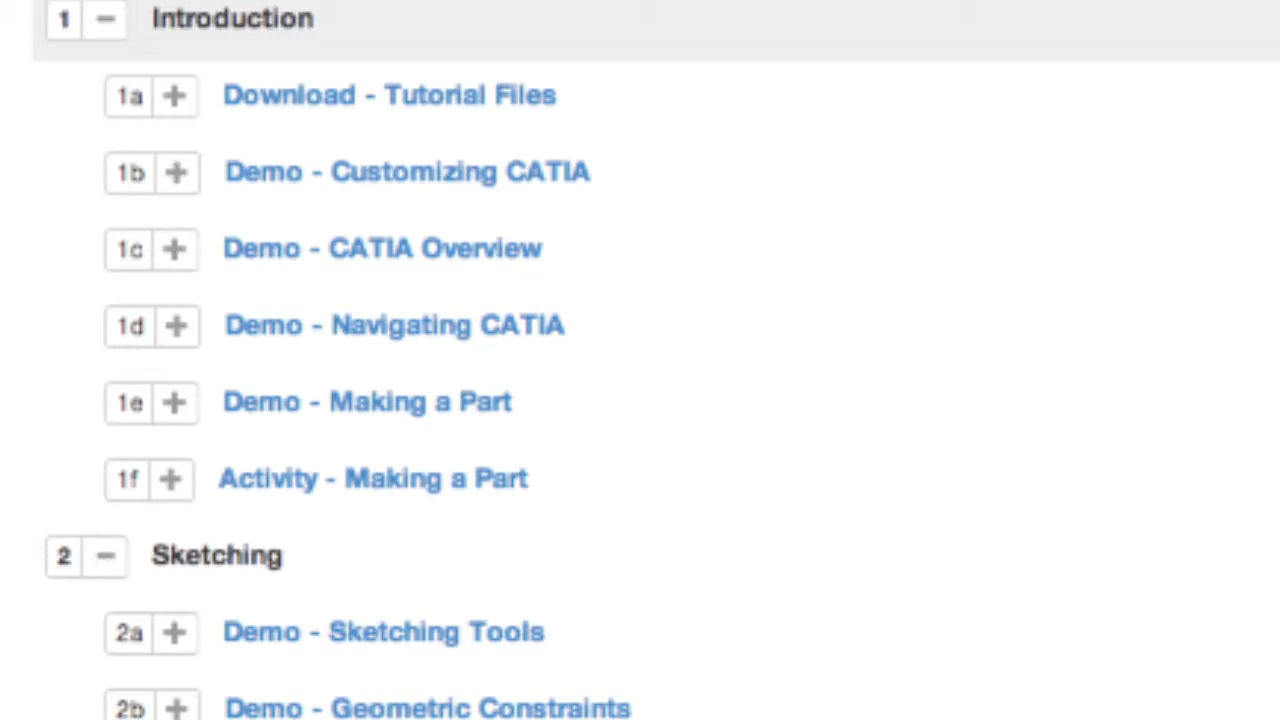 1 − Introduction
1a + Download - Tutorial Files
1b + Demo - Customizing CATIA
1c + Demo - CATIA Overview
1d + Demo - Navigating CATIA
1e + Demo - Making a Part
1f + Activity - Making a Part
2 − Sketching
2a + Demo - Sketching Tools
2b + Demo - Geometric Constraints